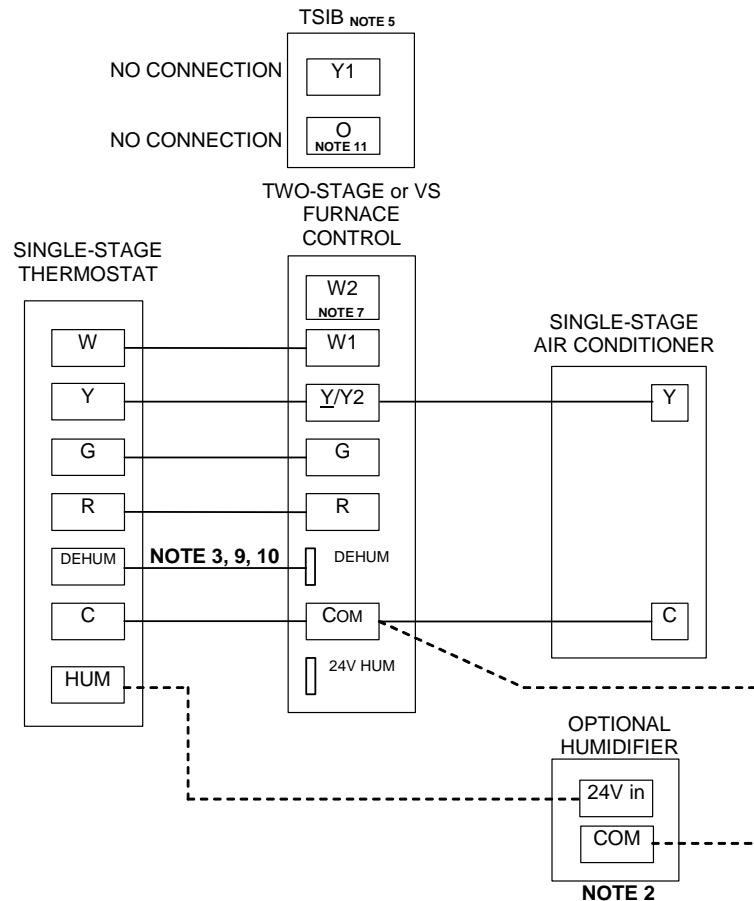 TSIB NOTE 5
NO CONNECTION
Y1
NO CONNECTION
O
NOTE 11
TWO-STAGE or VS
FURNACE
CONTROL
SINGLE-STAGE
THERMOSTAT
W2
NOTE 7
SINGLE-STAGE
AIR CONDITIONER
W
W1
Y
Y/Y2
Y
G
G
R
R
DEHUM
NOTE 3, 9, 10
DEHUM
C
COM
C
HUM
24V HUM
OPTIONAL
HUMIDIFIER
24V in
COM
NOTE 2